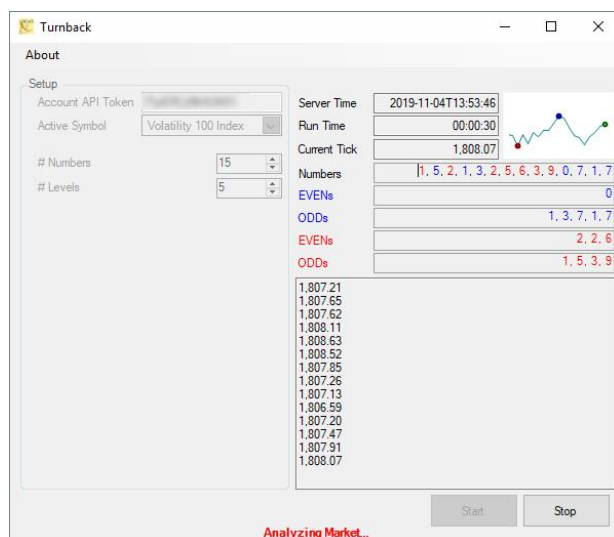 Turnback
About
Setup
Account API Token
Active Symbol Volatility 100 Index
# Numbers 15
# Levels 5
Server Time 2019-11-04T13:53:46
Run Time 00:00:30
Current Tick 1,808.07
Numbers 1, 5, 2, 1, 3, 2, 5, 6, 3, 9, 0, 7, 1, 7
EVENs 0
ODDs 1, 3, 7, 1, 7
EVENs 2, 2, 6
ODDs 1, 5, 3, 9
1,807.21
1,807.65
1,807.62
1,808.11
1,808.63
1,808.52
1,807.85
1,807.26
1,807.13
1,806.59
1,807.20
1,807.47
1,807.91
1,808.07
Start Stop
Analyzing Market...